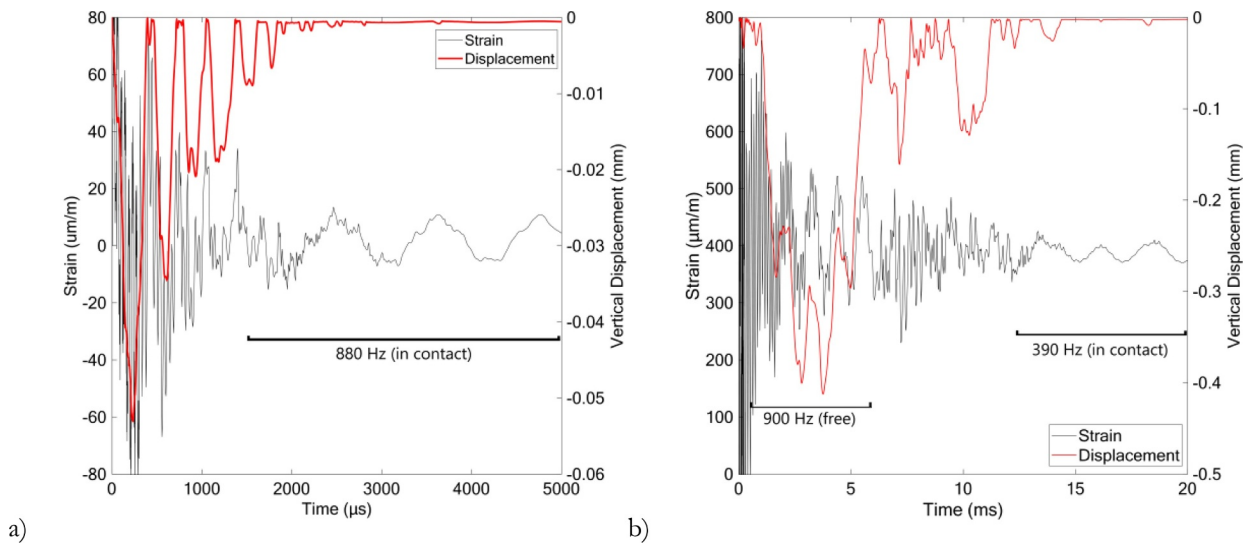 80
60
40
20
0
-20
-40
-60
-80
Strain (um/m)
0
1000
2000
3000
4000
5000
Time (µs)
0
-0.01
-0.02
-0.03
-0.04
-0.05
-0.06
Vertical Displacement (mm)
Strain
Displacement
880 Hz (in contact)
a)
800
700
600
500
400
300
200
100
0
Strain (µm/m)
0
5
10
15
20
Time (ms)
0
-0.1
-0.2
-0.3
-0.4
-0.5
Vertical Displacement (mm)
390 Hz (in contact)
900 Hz (free)
Strain
Displacement
b)